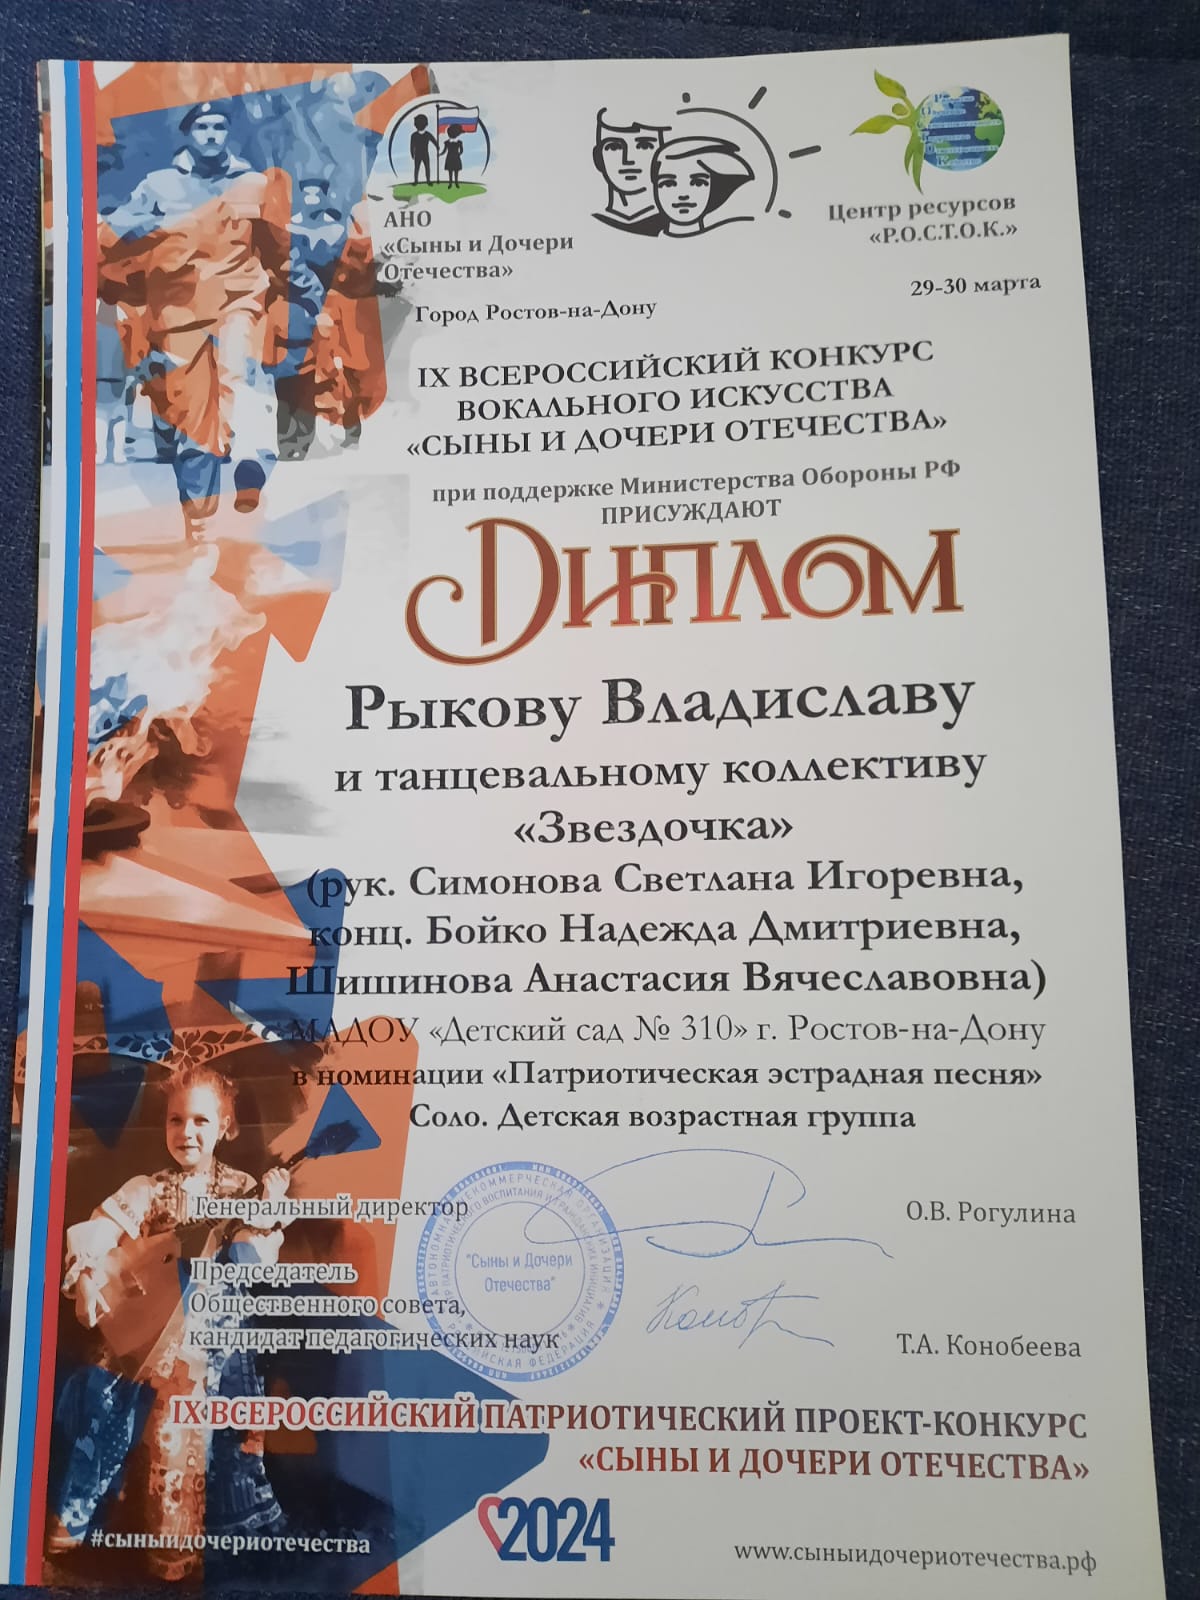 АНО
«Сыны и Дочери
Отечества»
Центр ресурсов
«Р.О.С.Т.О.К.»
Город Ростов-на-Дону
29-30 марта
IX ВСЕРОССИЙСКИЙ КОНКУРС
ВОКАЛЬНОГО ИСКУССТВА
«СЫНЫ И ДОЧЕРИ ОТЕЧЕСТВА»
при поддержке Министерства Обороны РФ
ПРИСУЖДАЮТ
ДИПЛОМ
Рыкову Владиславу
и танцевальному коллективу
«Звездочка»
(рук. Симонова Светлана Игоревна,
конц. Бойко Надежда Дмитриевна,
Шишинова Анастасия Вячеславовна)
МАДОУ «Детский сад № 310» г. Ростов-на-Дону
в номинации «Патриотическая эстрадная песня»
Соло. Детская возрастная группа
Генеральный директор
О.В. Рогулина
"Сыны и Дочери
Отечества"
Председатель
Общественного совета,
кандидат педагогических наук
Т.А. Конобеева
IX ВСЕРОССИЙСКИЙ ПАТРИОТИЧЕСКИЙ ПРОЕКТ-КОНКУРС
«СЫНЫ И ДОЧЕРИ ОТЕЧЕСТВА»
2024
#сыныидочериотечества
www.сыныидочериотечества.рф